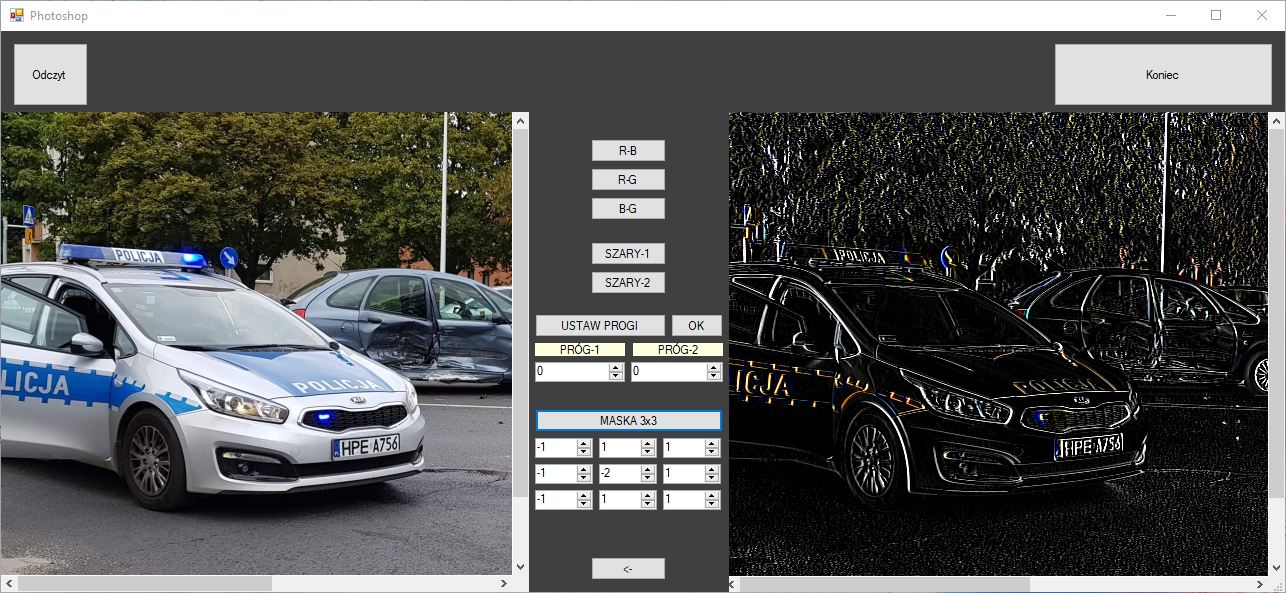 Photoshop
Odczyt
Koniec
POLICJA
LICJA
POLICJA
HPE A756
R-B
R-G
B-G
SZARY-1
SZARY-2
USTAW PROGI OK
PRÓG-1 PRÓG-2
0 0
MASKA 3x3
-1 1 1
-1 -2 1
-1 1 1
<-
POLICJA
LICJA
POLICJA
HPE A756